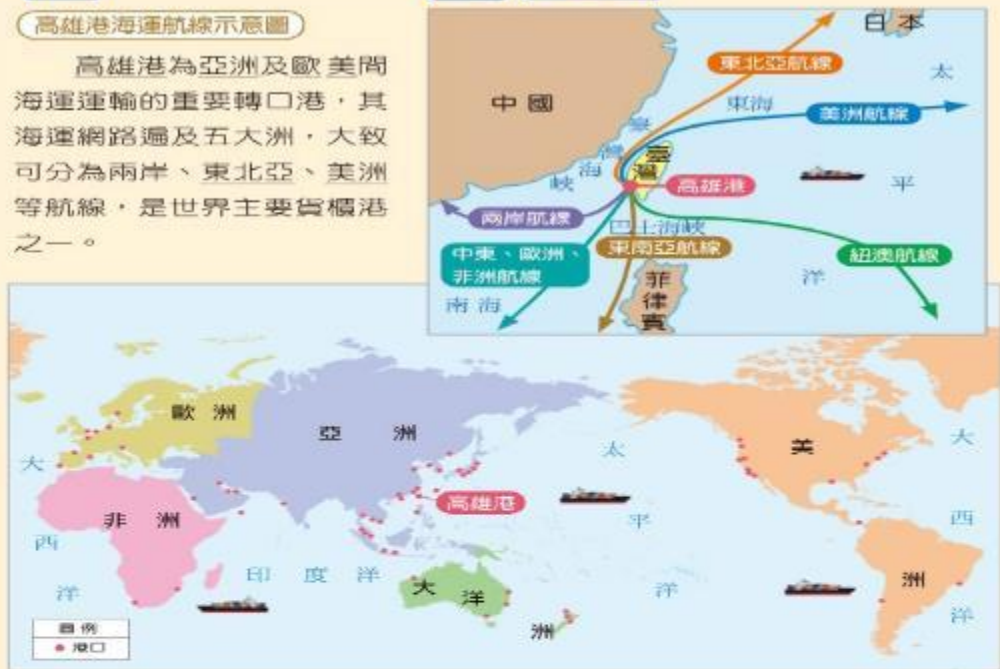 高雄港海運航線示意圖
高雄港為亞洲及歐美間
海運運輸的重要轉口港，其
海運網路遍及五大洲，大致
可分為兩岸、東北亞、美洲
等航線，是世界主要貨櫃港
之一。
日本
東北亞航線
太
中國
東海
美洲航線
臺灣海峽
臺灣
高雄港
平
兩岸航線
巴士海峽
中東、歐洲、
非洲航線
東南亞航線
紐澳航線
南海
菲律賓
洋
歐洲
亞洲
太
美
大
大
高雄港
非洲
平
西
西
印度洋
大洋
洋
洲
洋
洋
洲
圖例
港口